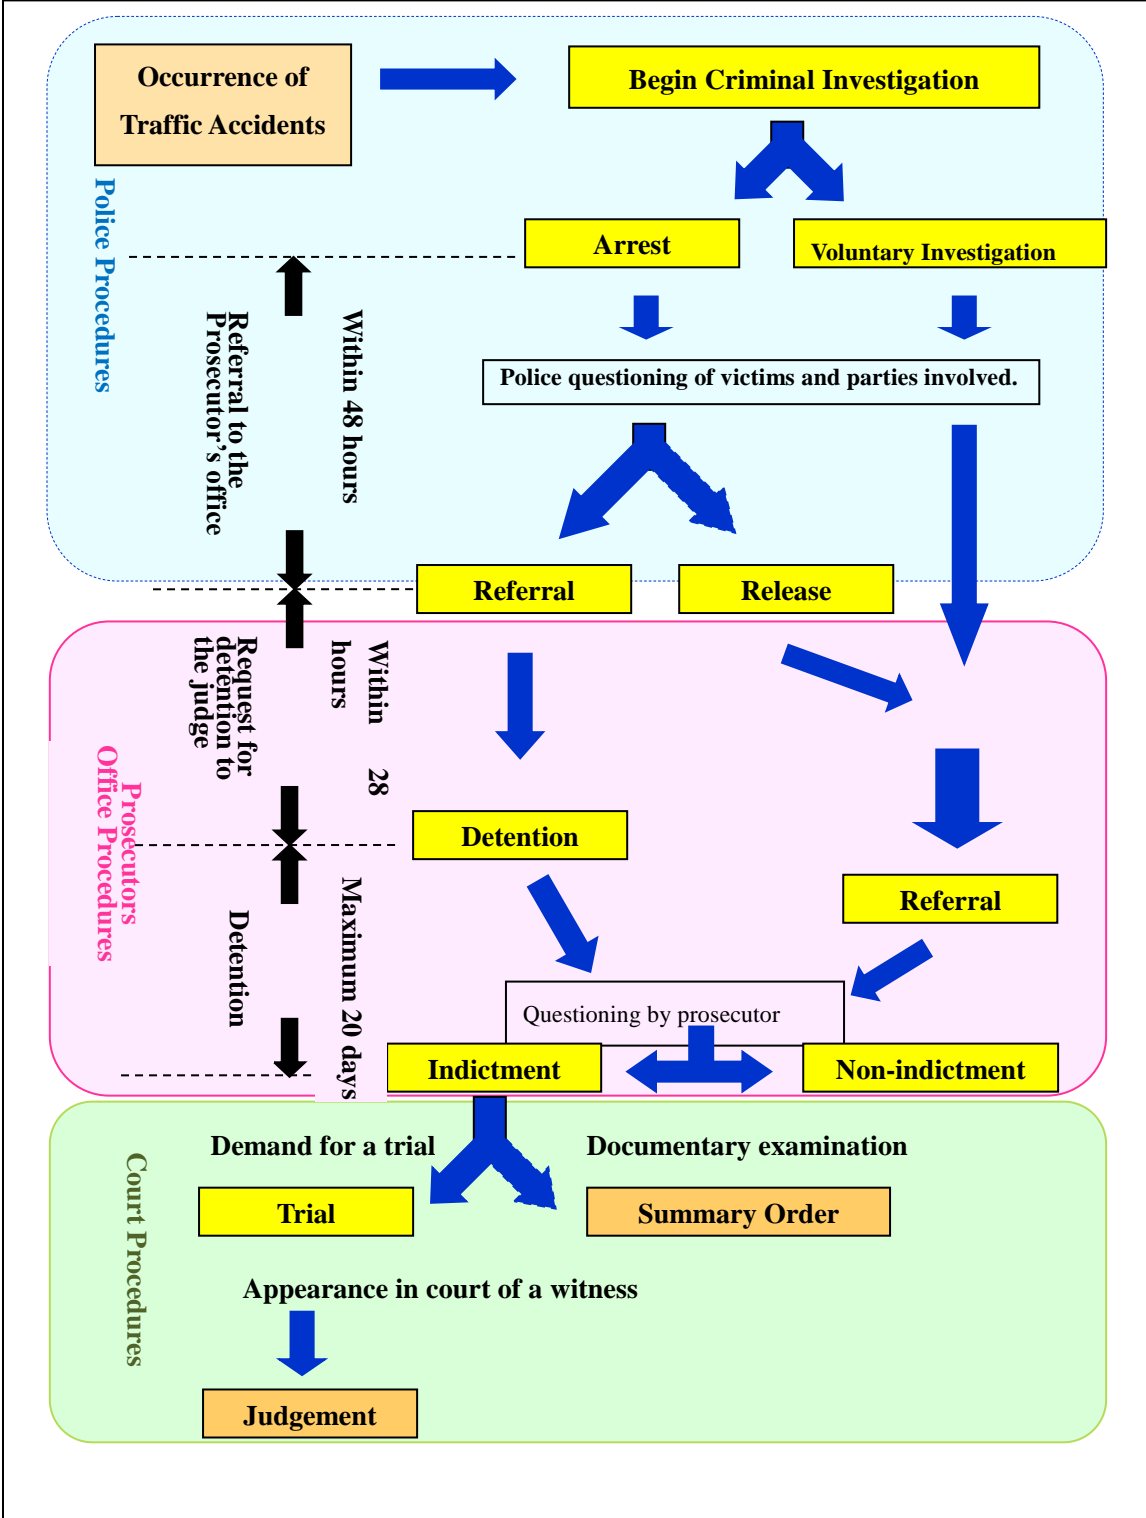 Occurrence of
Traffic Accidents
Begin Criminal Investigation
Police Procedures
Arrest
Voluntary Investigation
Referral to the
Prosecutor’s office
Within 48 hours
Police questioning of victims and parties involved.
Referral
Release
Prosecutors
Office Procedures
Request for
detention to
the judge
Within 28
hours
Detention
Referral
Detention
Maximum 20 days
Questioning by prosecutor
Indictment
Non-indictment
Court Procedures
Demand for a trial
Documentary examination
Trial
Summary Order
Appearance in court of a witness
Judgement